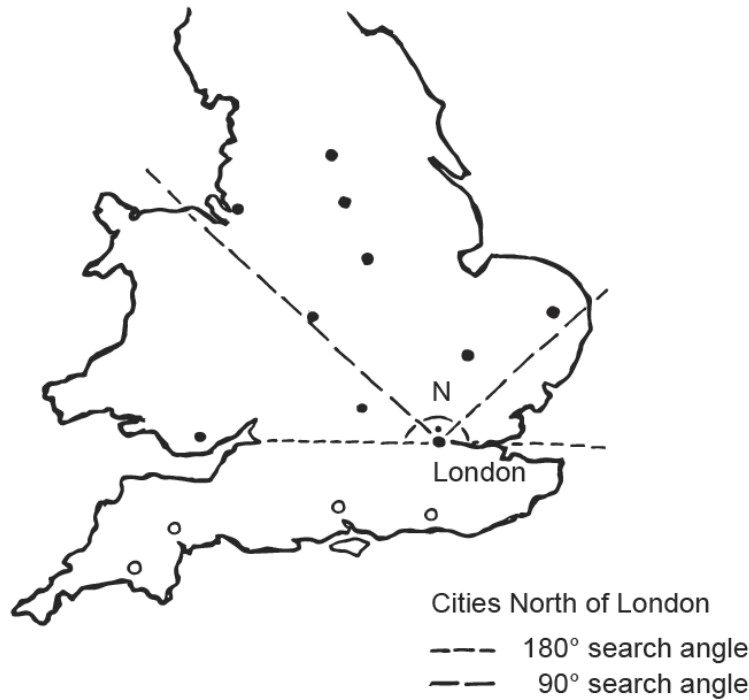 N
London
Cities North of London
180° search angle
90° search angle